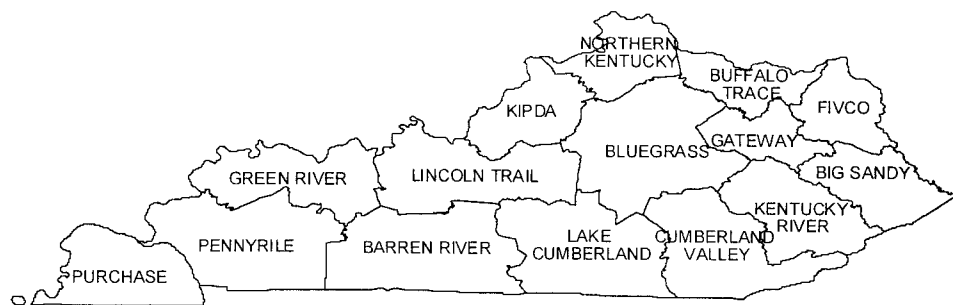 NORTHERN
KENTUCKY
BUFFALO
TRACE
FIVCO
KIPDA
GATEWAY
BLUEGRASS
BIG SANDY
GREEN RIVER
LINCOLN TRAIL
KENTUCKY
RIVER
PENNYRILE
BARREN RIVER
LAKE
CUMBERLAND
CUMBERLAND
VALLEY
PURCHASE